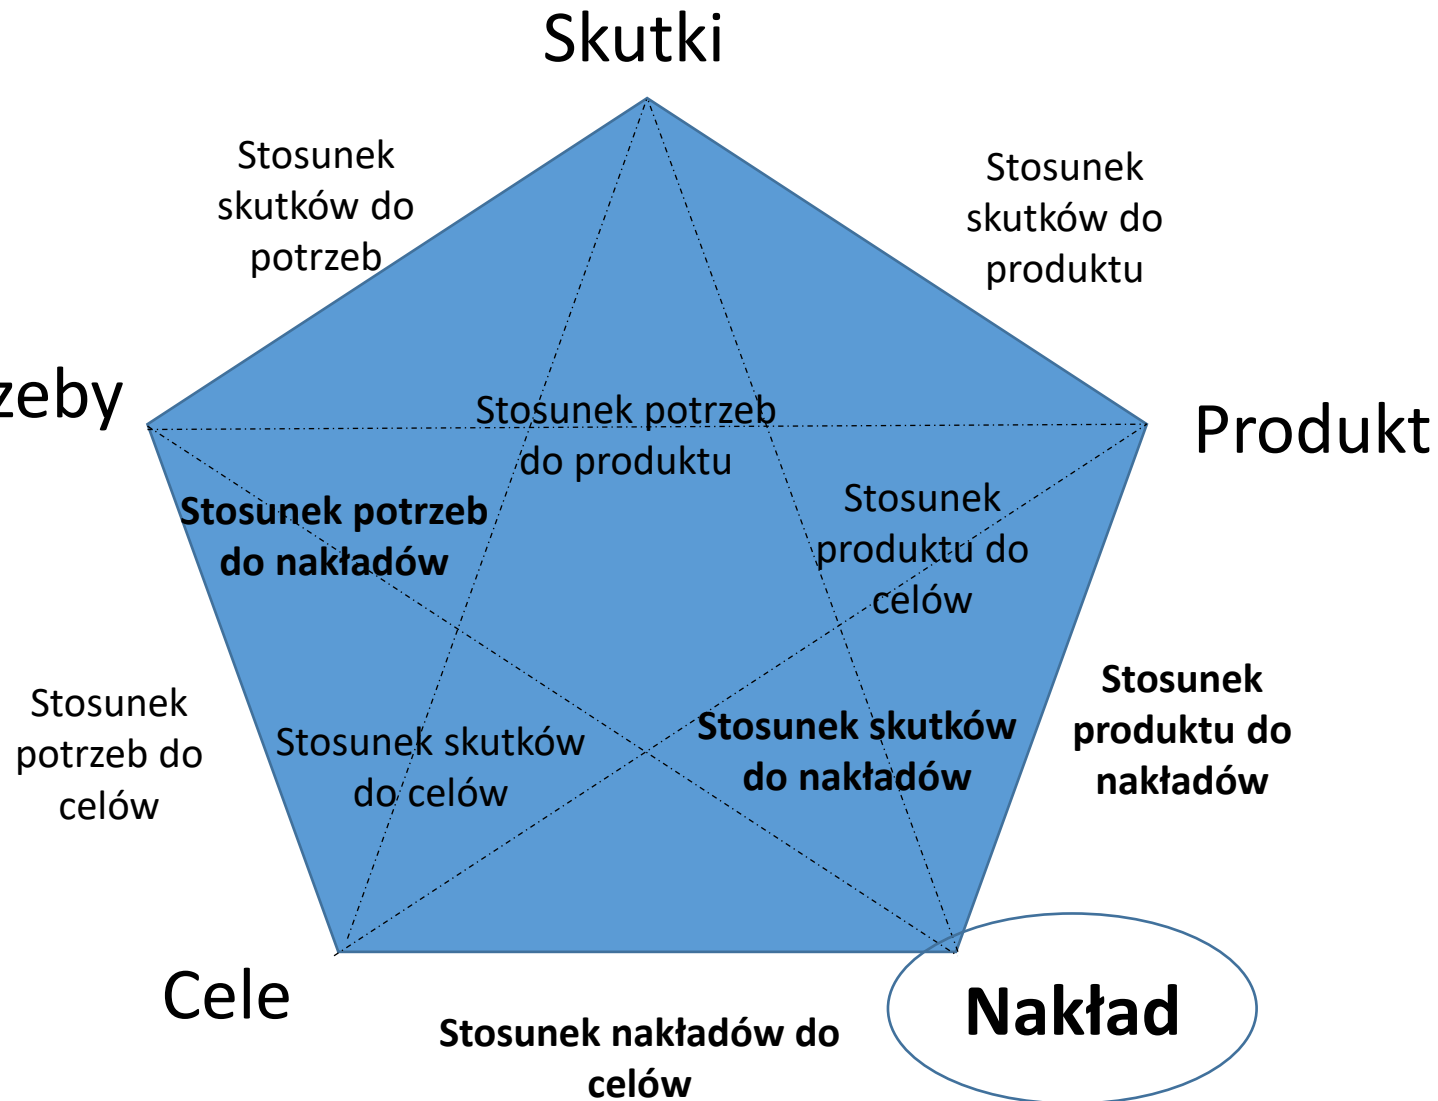 Skutki
Stosunek
skutków do
potrzeb
Stosunek
skutków do
produktu
zeby
Produkt
Stosunek potrzeb
do produktu
Stosunek potrzeb
do nakładów
Stosunek
produktu do
celów
Stosunek
potrzeb do
celów
Stosunek skutków
do celów
Stosunek skutków
do nakładów
Stosunek
produktu do
nakładów
Cele
Nakład
Stosunek nakładów do
celów